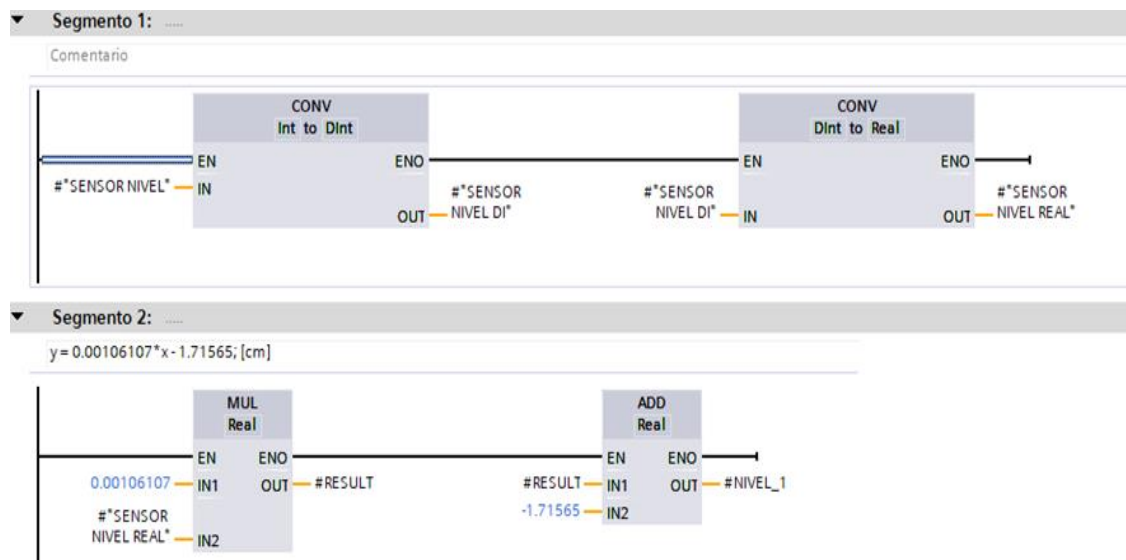 Segmento 1: .....
Comentario
CONV
Int to DInt
EN
ENO
#"SENSOR NIVEL"
IN
OUT
#"SENSOR
NIVEL DI"
CONV
DInt to Real
EN
ENO
#"SENSOR
NIVEL DI"
IN
OUT
#"SENSOR
NIVEL REAL"
Segmento 2: .....
y = 0.00106107*x - 1.71565; [cm]
MUL
Real
EN
ENO
0.00106107
IN1
OUT
#RESULT
#"SENSOR
NIVEL REAL"
IN2
ADD
Real
EN
ENO
#RESULT
IN1
OUT
#NIVEL_1
-1.71565
IN2